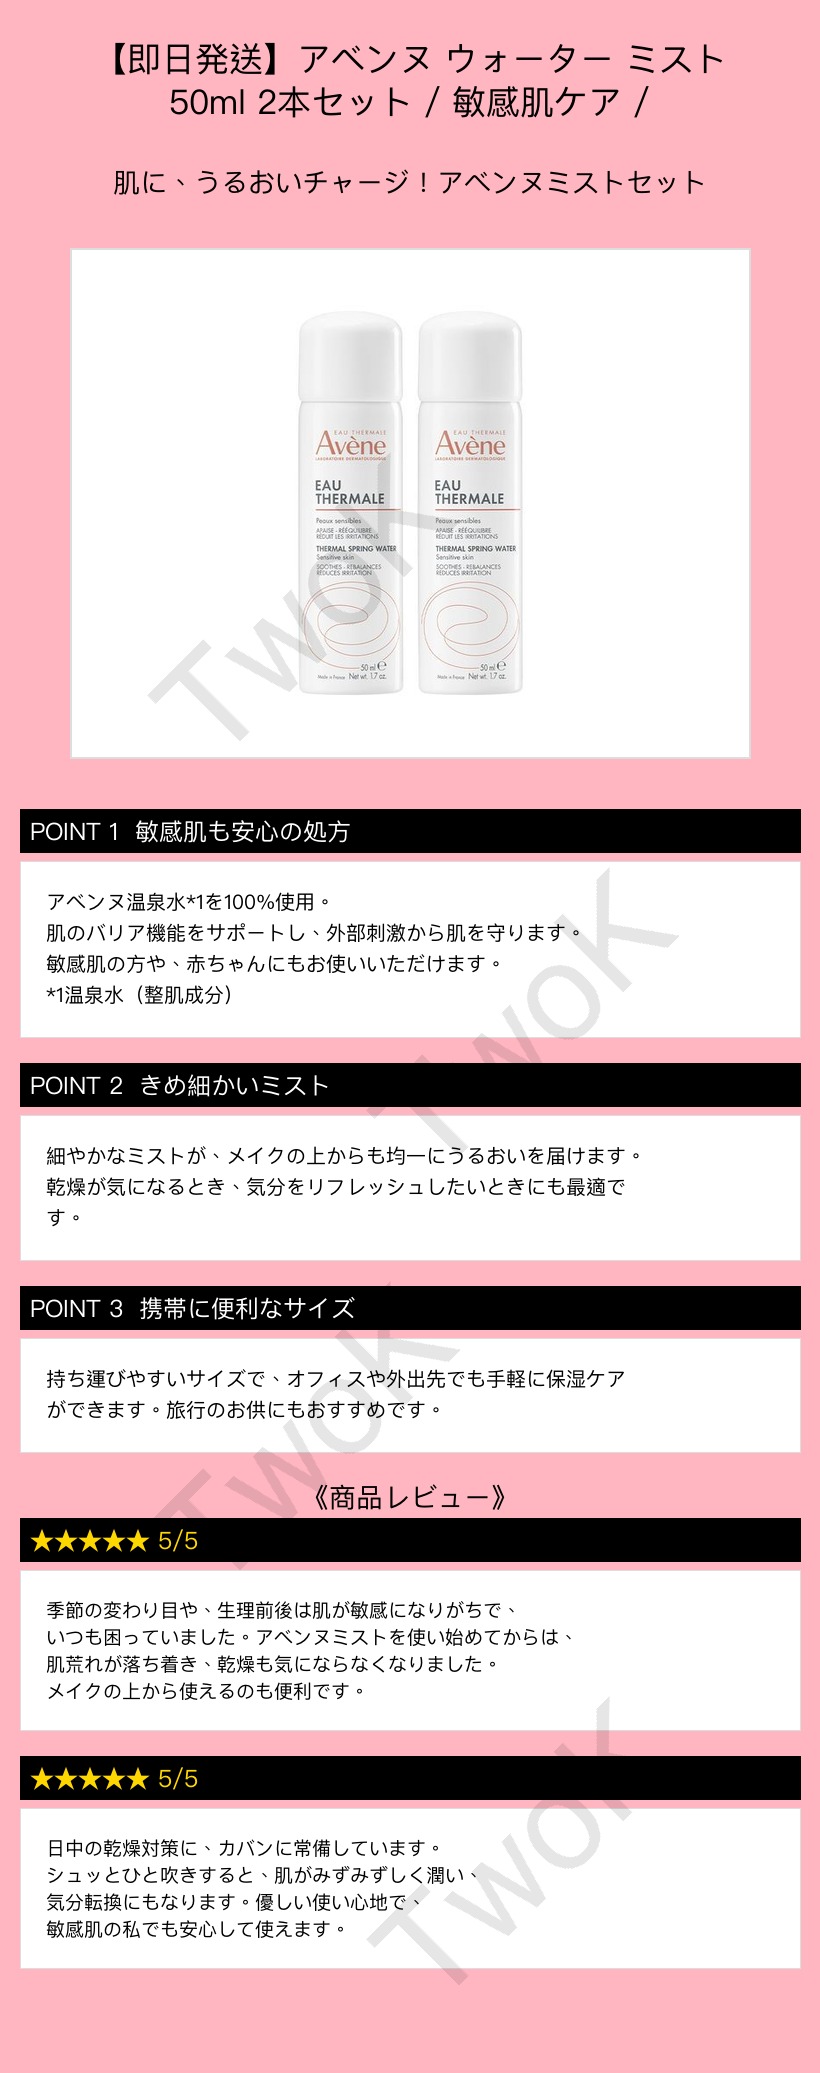 【即日発送】アベンヌ ウォーター ミスト
50ml 2本セット / 敏感肌ケア /
肌に、うるおいチャージ！アベンヌミストセット
EAU THERMALE
Avène
LABORATOIRE DERMATOLOGIQUE
EAU
THERMALE
Peaux sensibles
APAISE - RÉÉQUILIBRE
RÉDUIT LES IRRITATIONS
THERMAL SPRING WATER
Sensitive skin
SOOTHES - REBALANCES
REDUCES IRRITATION
50 ml e
Made in France Net wt. 1.7 oz.
EAU THERMALE
Avène
LABORATOIRE DERMATOLOGIQUE
EAU
THERMALE
Peaux sensibles
APAISE - RÉÉQUILIBRE
RÉDUIT LES IRRITATIONS
THERMAL SPRING WATER
Sensitive skin
SOOTHES - REBALANCES
REDUCES IRRITATION
50 ml e
Made in France Net wt. 1.7 oz.
TwoK
POINT 1 敏感肌も安心の処方
アベンヌ温泉水*1を100%使用。
肌のバリア機能をサポートし、外部刺激から肌を守ります。
敏感肌の方や、赤ちゃんにもお使いいただけます。
*1温泉水（整肌成分）
TwoK
POINT 2 きめ細かいミスト
細やかなミストが、メイクの上からも均一にうるおいを届けます。
乾燥が気になるとき、気分をリフレッシュしたいときにも最適で
す。
POINT 3 携帯に便利なサイズ
持ち運びやすいサイズで、オフィスや外出先でも手軽に保湿ケア
ができます。旅行のお供にもおすすめです。
TwoK
《商品レビュー》
★★★★★ 5/5
季節の変わり目や、生理前後は肌が敏感になりがちで、
いつも困っていました。アベンヌミストを使い始めてからは、
肌荒れが落ち着き、乾燥も気にならなくなりました。
メイクの上から使えるのも便利です。
★★★★★ 5/5
日中の乾燥対策に、カバンに常備しています。
シュッとひと吹きすると、肌がみずみずしく潤い、
気分転換にもなります。優しい使い心地で、
敏感肌の私でも安心して使えます。
TwoK